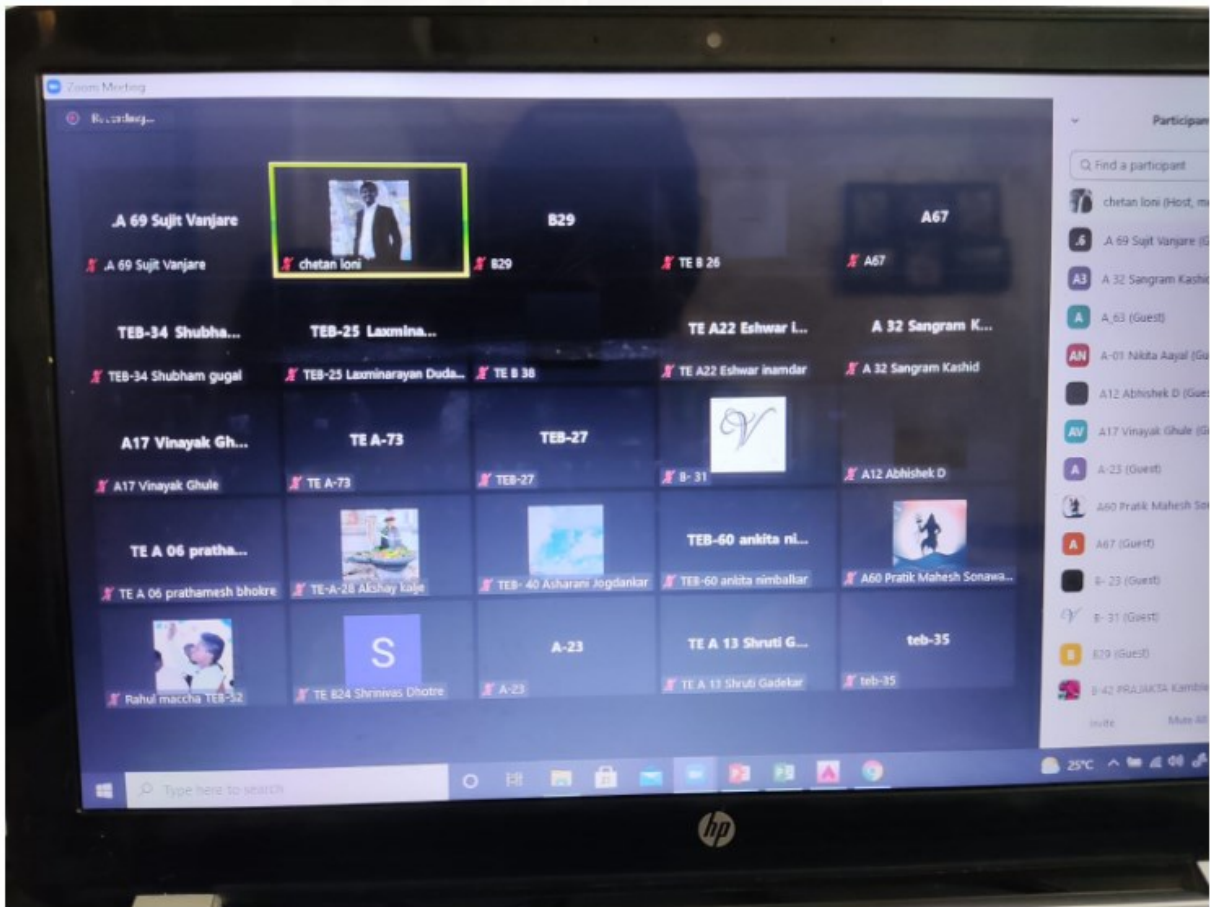 Zoom Meeting
Recording...
.A 69 Sujit Vanjare
B29
A67
.A 69 Sujit Vanjare
chetan loni
B29
TE B 26
A67
TEB-34 Shubha...
TEB-25 Laxmina...
TE A22 Eshwar i...
A 32 Sangram K...
TEB-34 Shubham gugal
TEB-25 Laxminarayan Duda...
TE B 38
TE A22 Eshwar inamdar
A 32 Sangram Kashid
A17 Vinayak Gh...
TE A-73
TEB-27
A17 Vinayak Ghule
TE A-73
TEB-27
B- 31
A12 Abhishek D
TE A 06 pratha...
TEB-60 ankita ni...
TE A 06 prathamesh bhokre
TE-A-28 Akshay kalje
TEB- 40 Asharani Jogdankar
TEB-60 ankita nimbalkar
A60 Pratik Mahesh Sonawa...
S
A-23
TE A 13 Shruti G...
teb-35
Rahul maccha TEB-52
TE B24 Shrinivas Dhotre
A-23
TE A 13 Shruti Gadekar
teb-35
Participan
Find a participant
chetan loni (Host, m
.6 .A 69 Sujit Vanjare (G
A3 A 32 Sangram Kashid
A A_63 (Guest)
AN A-01 Nikita Aayal (Gu
A12 Abhishek D (Gues
AV A17 Vinayak Ghule (G
A A-23 (Guest)
A60 Pratik Mahesh Son
A A67 (Guest)
B- 23 (Guest)
B- 31 (Guest)
B B29 (Guest)
B-42 PRAJAKTA Kamble
Invite Mute All
Type here to search
25°C
hp